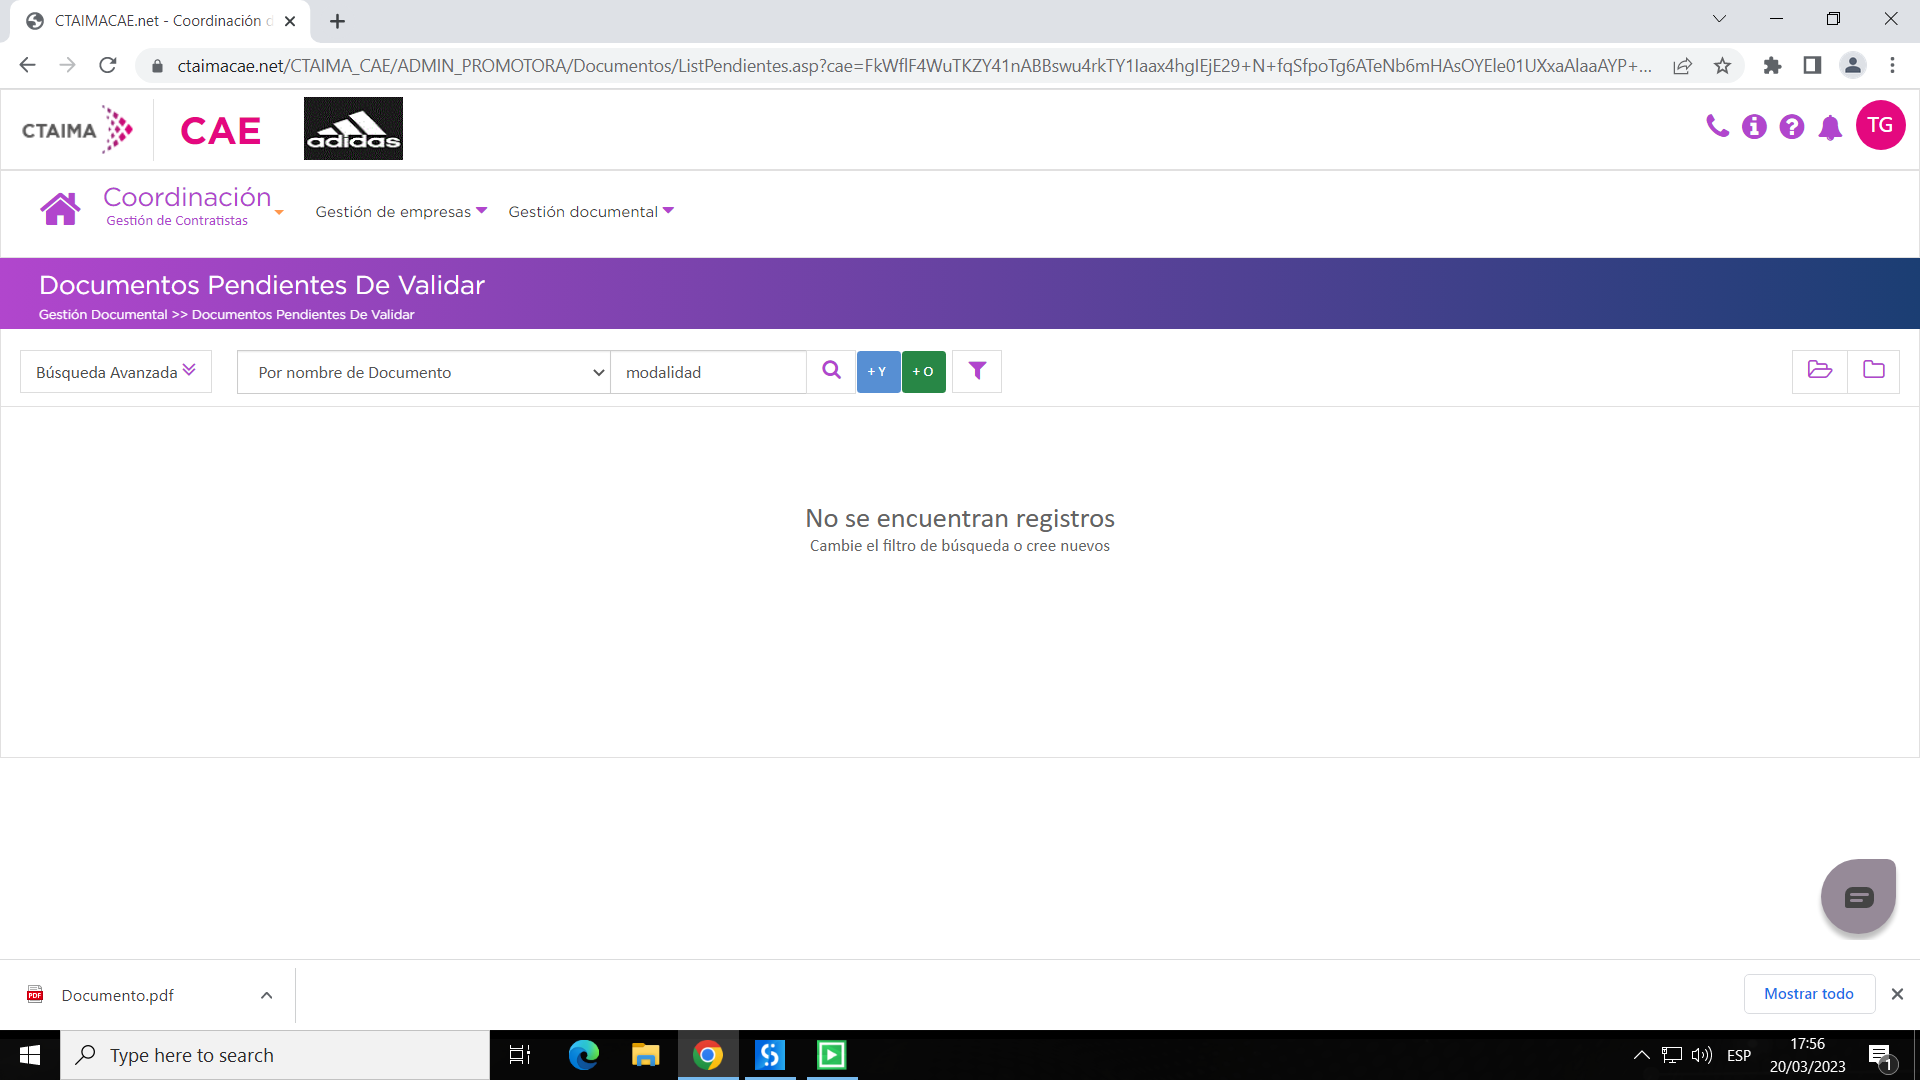 CTAIMACAE.net - Coordinación d
ctaimacae.net/CTAIMA_CAE/ADMIN_PROMOTORA/Documentos/ListPendientes.asp?cae=FkWflF4WuTKZY41nABBswu4rkTY1Iaax4hgIEjE29+N+fqSfpoTg6ATeNb6mHAsOYEle01UXxaAlaaAYP+...
CTAIMA
CAE
adidas
TG
Coordinación
Gestión de Contratistas
Gestión de empresas
Gestión documental
Documentos Pendientes De Validar
Gestión Documental >> Documentos Pendientes De Validar
Búsqueda Avanzada
Por nombre de Documento
modalidad
+ Y
+ O
No se encuentran registros
Cambie el filtro de búsqueda o cree nuevos
PDF
Documento.pdf
Mostrar todo
Type here to search
ESP
17:56
20/03/2023
1